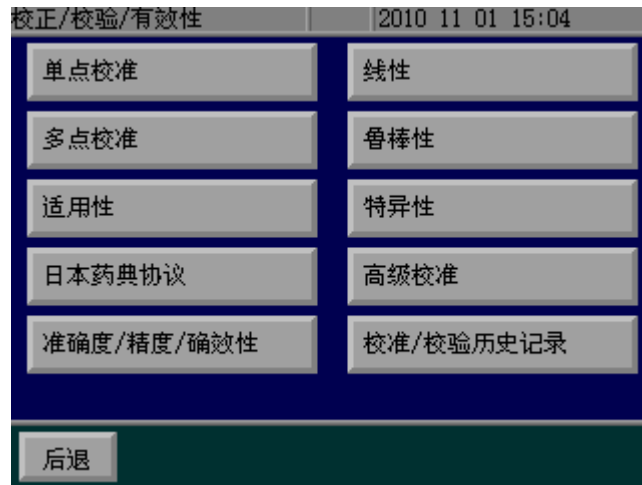 校正/校验/有效性 2010 11 01 15:04
单点校准 线性
多点校准 鲁棒性
适用性 特异性
日本药典协议 高级校准
准确度/精度/确效性 校准/校验历史记录
后退